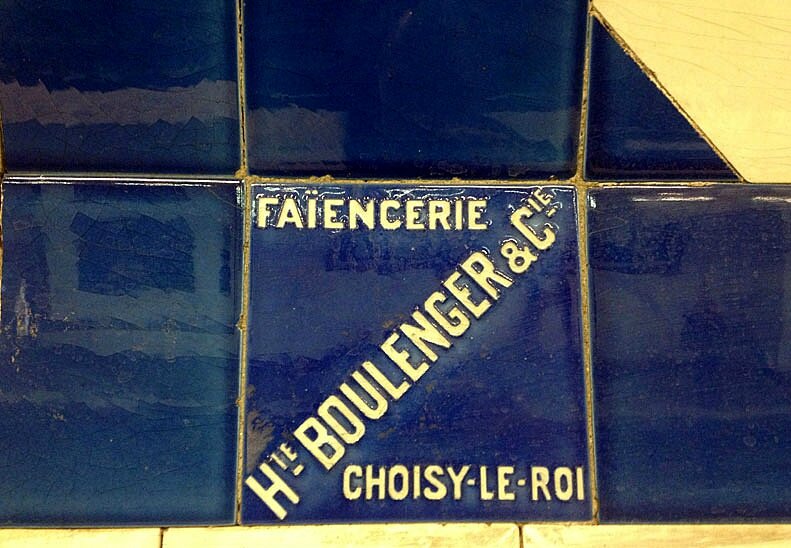 FAÏENCERIE
Hte BOULENGER & Cie
CHOISY-LE-ROI